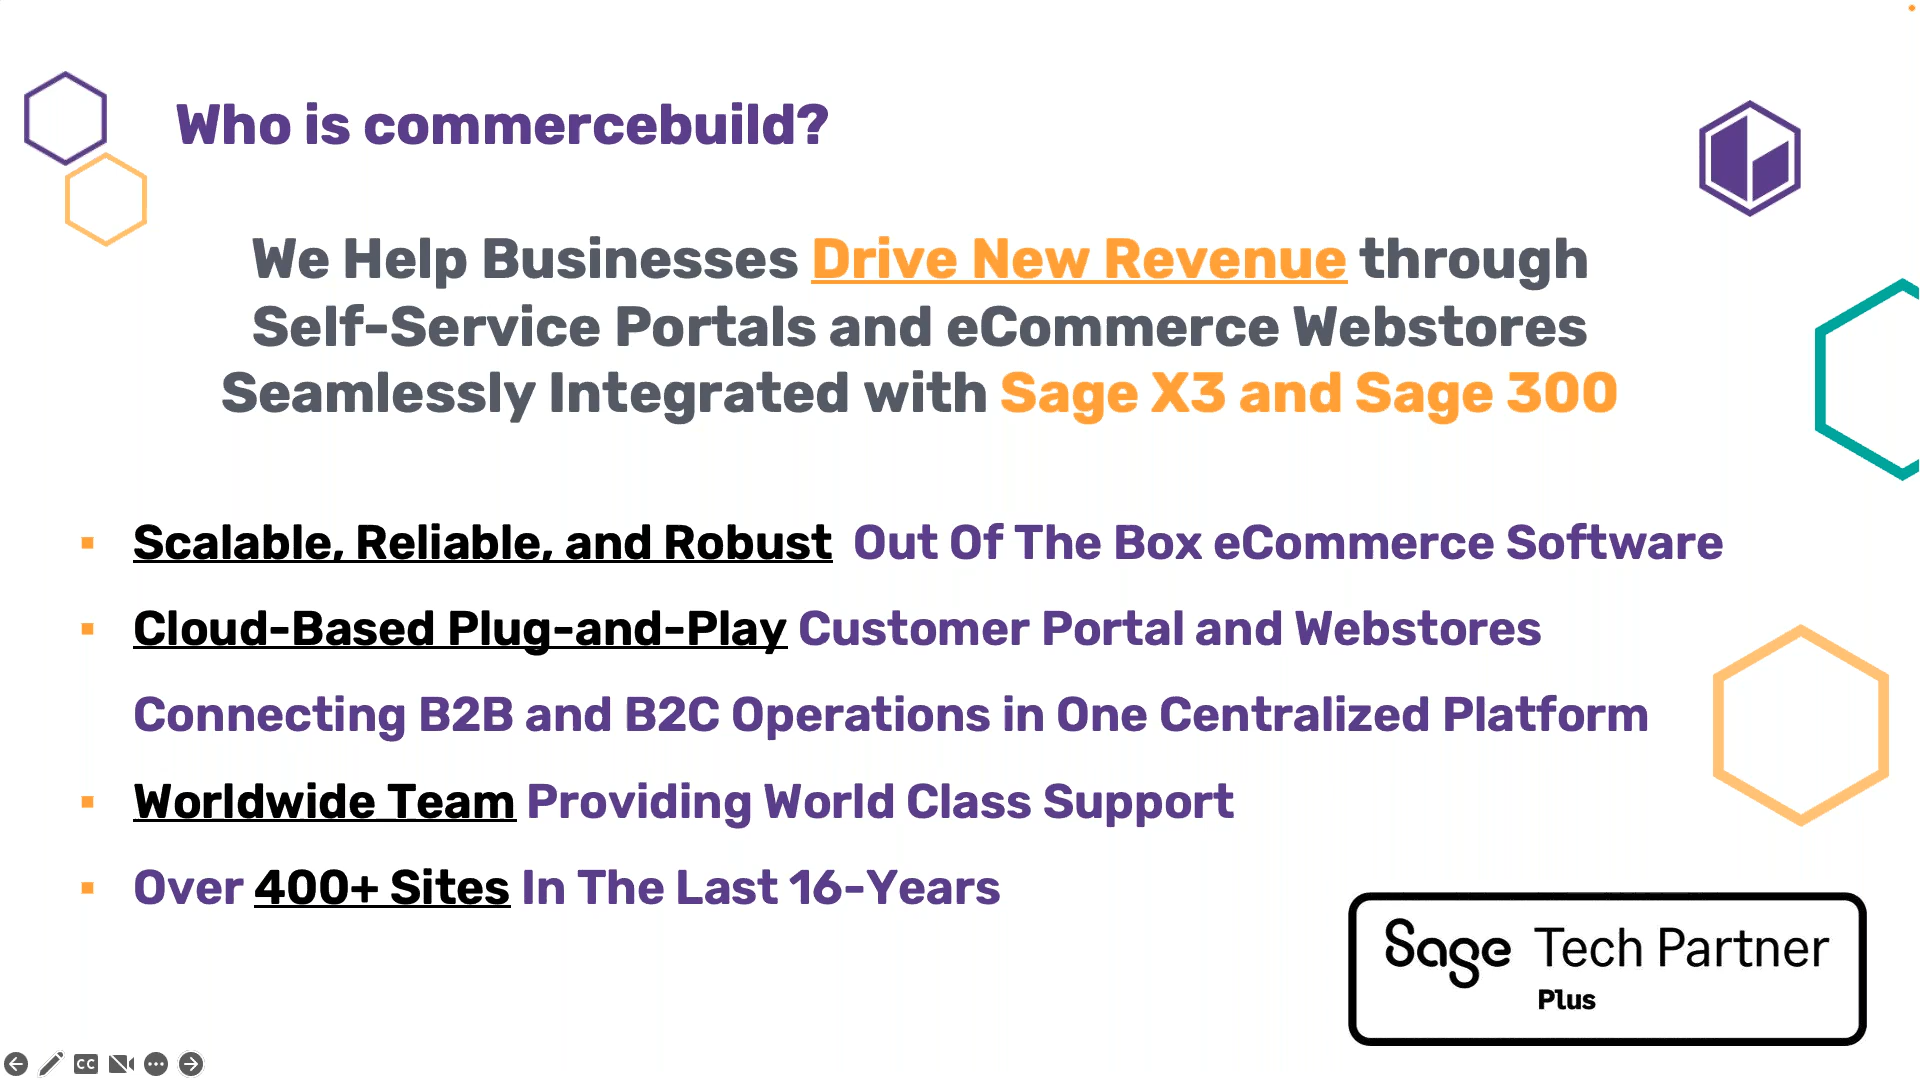 Who is commercebuild?
We Help Businesses Drive New Revenue through
Self-Service Portals and eCommerce Webstores
Seamlessly Integrated with Sage X3 and Sage 300
Scalable, Reliable, and Robust Out Of The Box eCommerce Software
Cloud-Based Plug-and-Play Customer Portal and Webstores
Connecting B2B and B2C Operations in One Centralized Platform
Worldwide Team Providing World Class Support
Over 400+ Sites In The Last 16-Years
Sage Tech Partner
Plus
CC